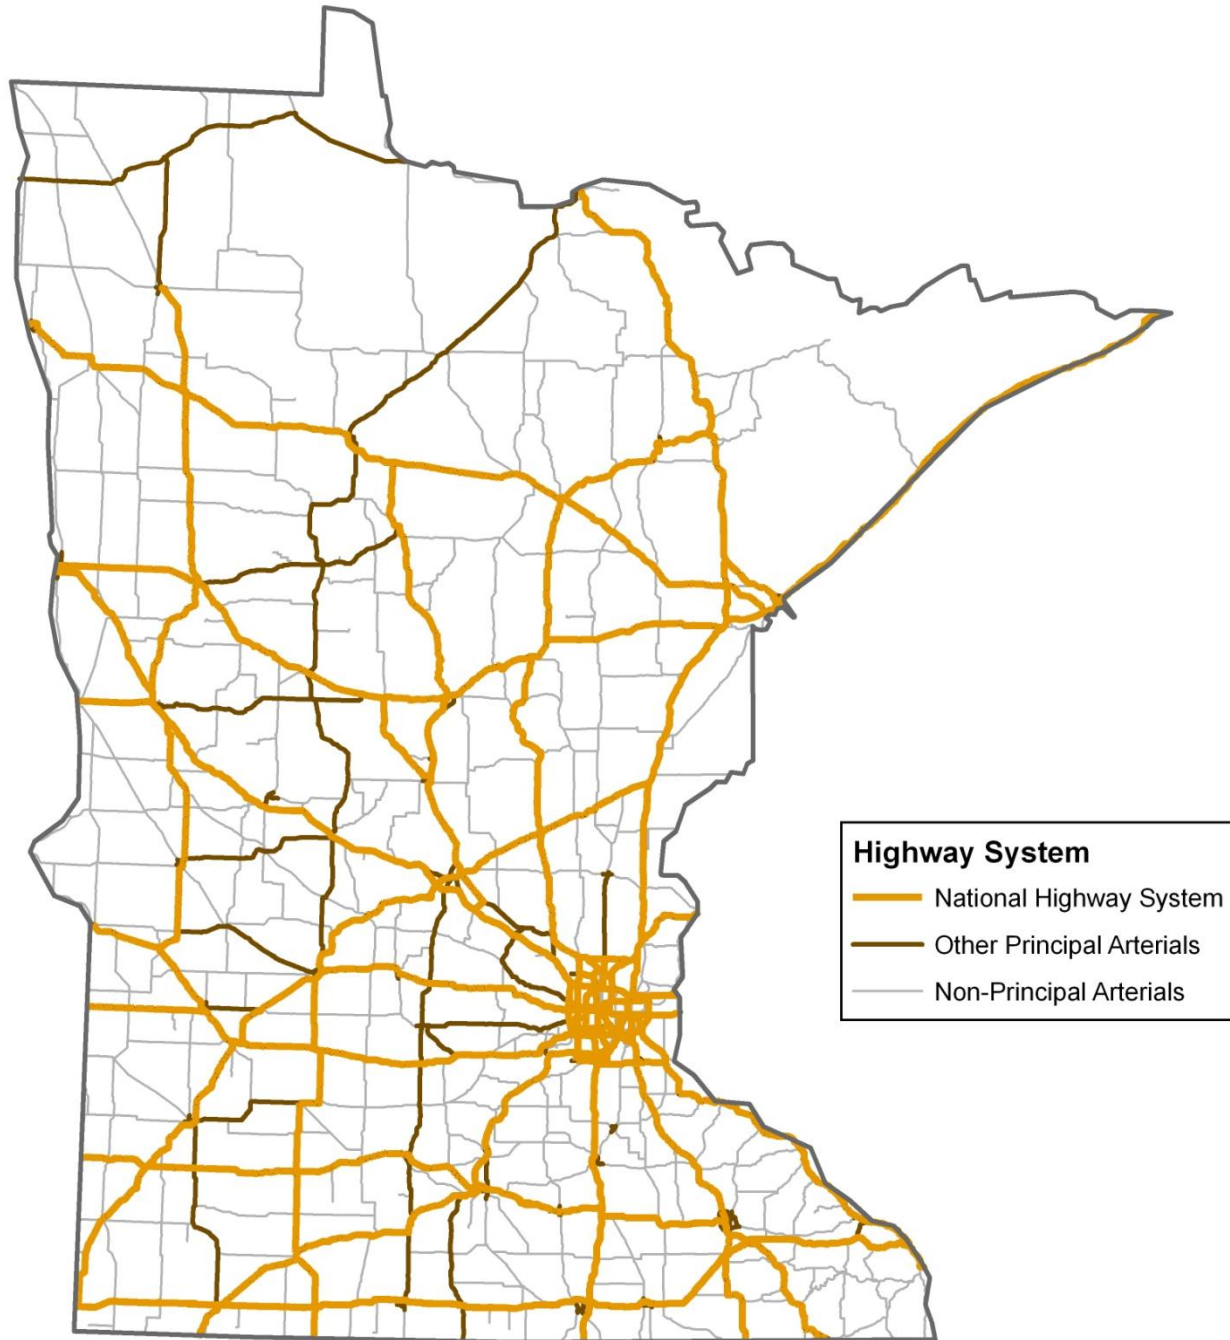 Highway System
National Highway System
Other Principal Arterials
Non-Principal Arterials